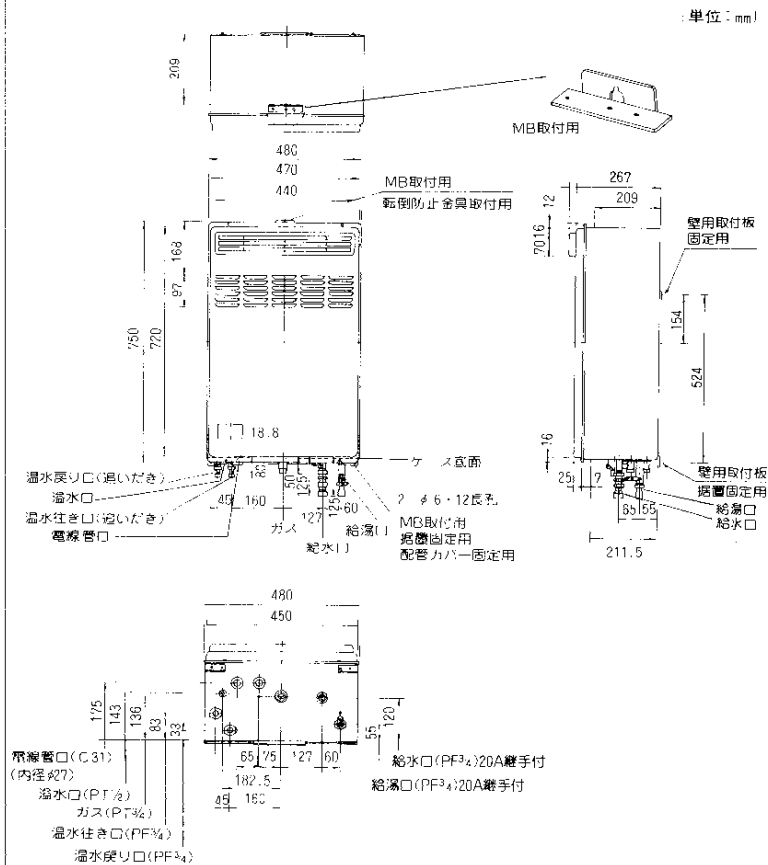 単位:mm
209
MB取付用
480
470
440
MB取付用
転倒防止金具取付用
267
209
12
7016
壁用取付板
固定用
168
97
750
720
154
524
18.8
16
ケース底面
温水戻り口(追いだき)
溢水口
温水往き口(追いだき)
電線管口
45
160
50
125
ガス
127
給水口
125
60
給湯口
2-φ6×12長孔
MB取付用
据置固定用
配管カバー固定用
25
7
壁用取付板
据置固定用
給湯口
給水口
65
55
211.5
480
450
175
143
136
83
33
55
120
65
75
127
60
182.5
45
160
給水口(PF¾)20A継手付
給湯口(PF¾)20A継手付
電線管口(C31)
(内径φ27)
溢水口(PT½)
ガス(PT¾)
温水往き口(PF¾)
温水戻り口(PF¾)